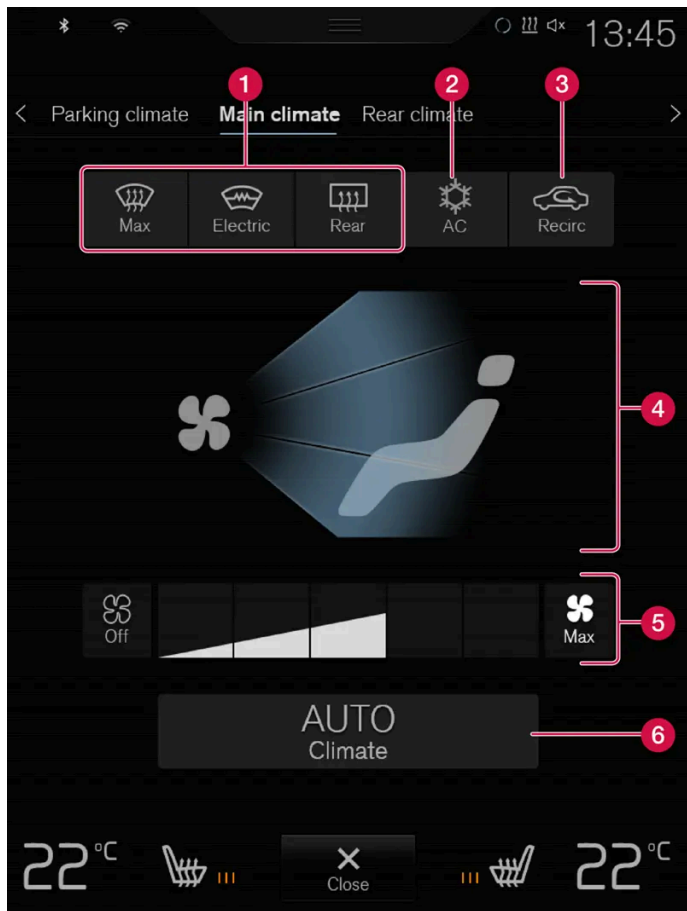 13:45
1
2
3
< Parking climate Main climate Rear climate >
Max Electric Rear AC Recirc
4
Off
Max
5
AUTO
Climate
6
22°C
Close
22°C